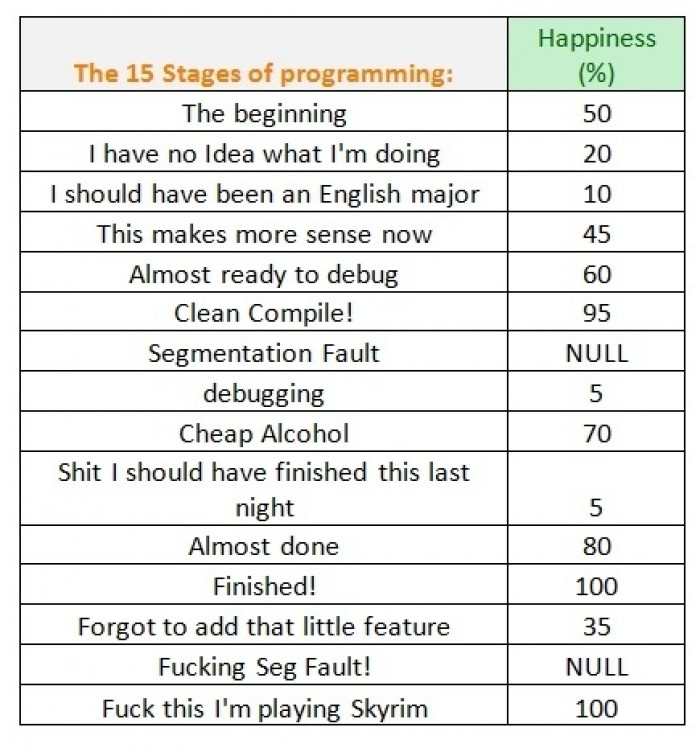 Happiness
The 15 Stages of programming: (%)
The beginning 50
I have no Idea what I'm doing 20
I should have been an English major 10
This makes more sense now 45
Almost ready to debug 60
Clean Compile! 95
Segmentation Fault NULL
debugging 5
Cheap Alcohol 70
Shit I should have finished this last
night 5
Almost done 80
Finished! 100
Forgot to add that little feature 35
Fucking Seg Fault! NULL
Fuck this I'm playing Skyrim 100